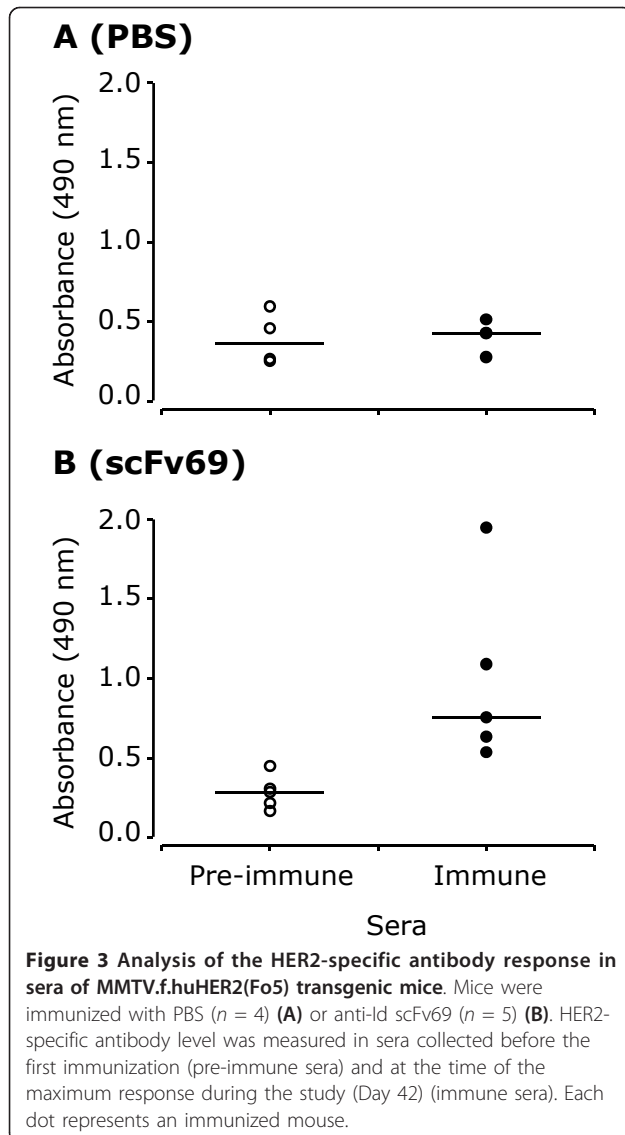 A (PBS)
2.0
1.5
1.0
0.5
0.0
Absorbance (490 nm)
B (scFv69)
2.0
1.5
1.0
0.5
0.0
Absorbance (490 nm)
Pre-immune Immune
Sera
Figure 3 Analysis of the HER2-specific antibody response in
sera of MMTV.f.huHER2(Fo5) transgenic mice. Mice were
immunized with PBS (n = 4) (A) or anti-Id scFv69 (n = 5) (B). HER2-
specific antibody level was measured in sera collected before the
first immunization (pre-immune sera) and at the time of the
maximum response during the study (Day 42) (immune sera). Each
dot represents an immunized mouse.